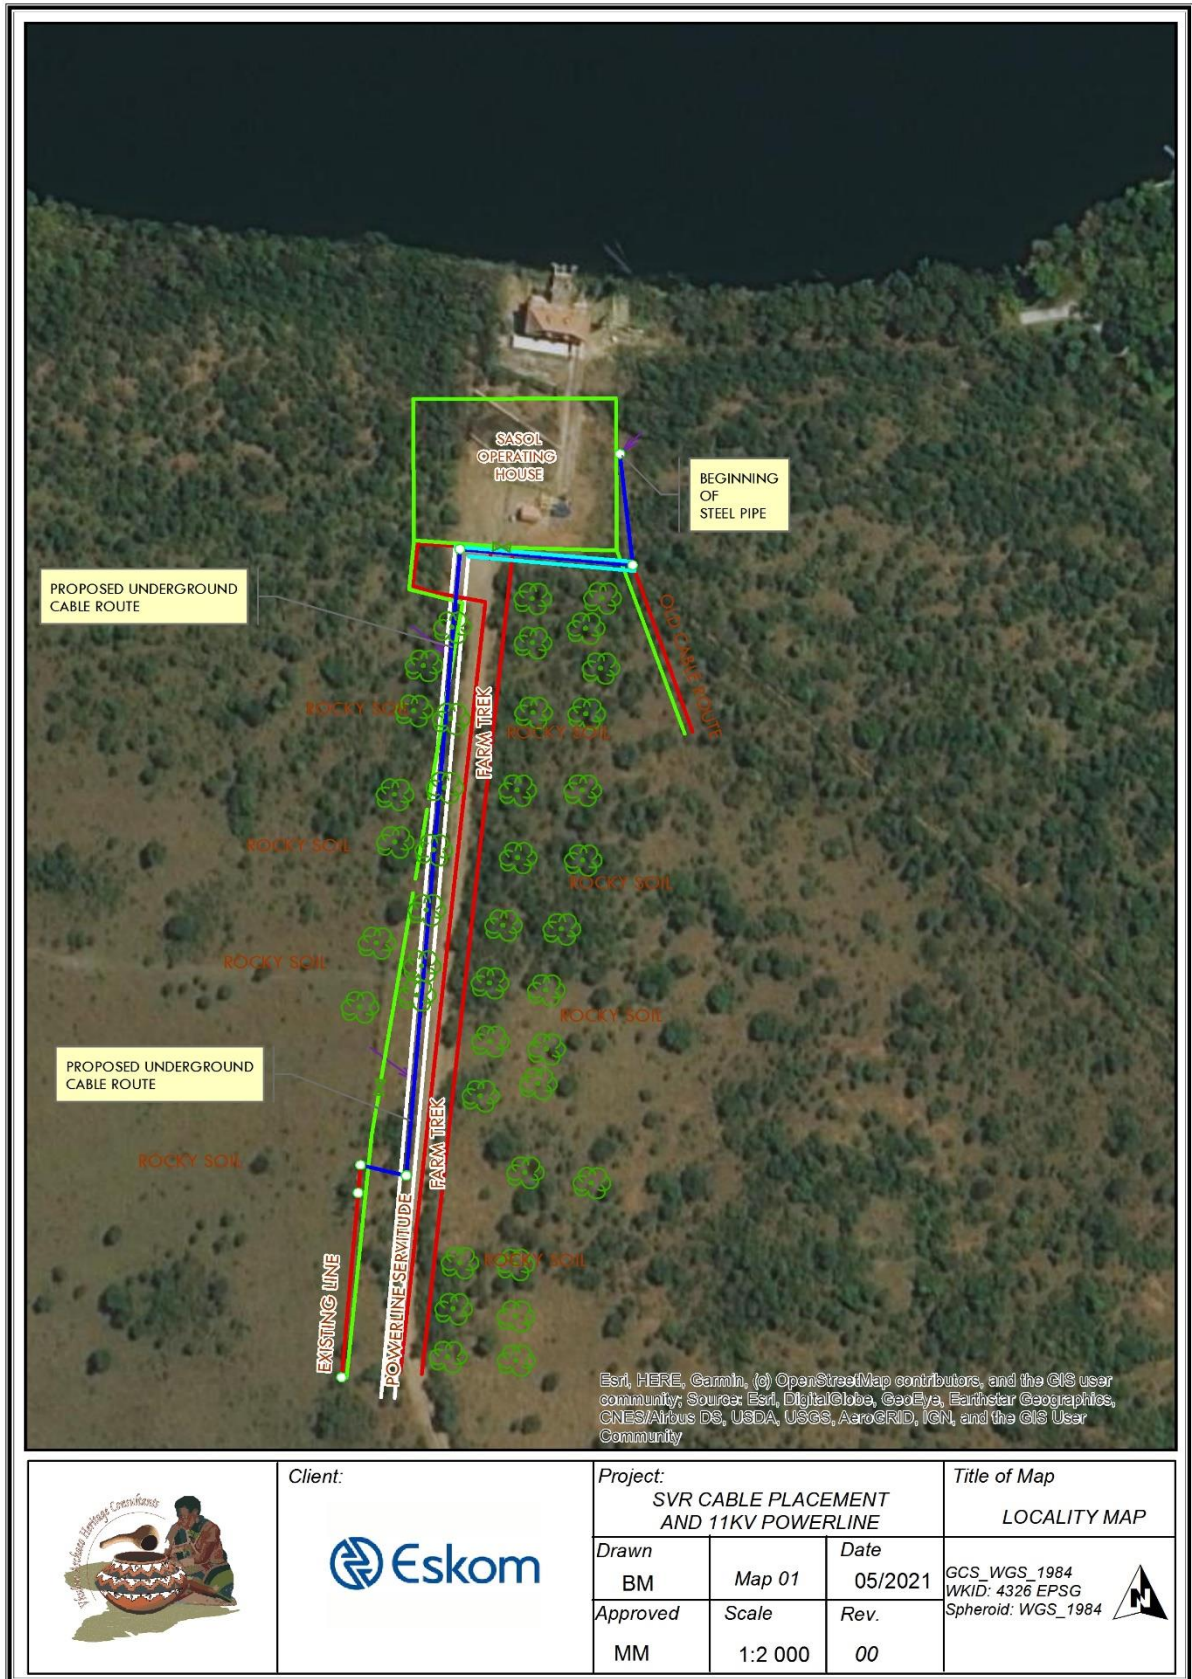 SASOL
OPERATING
HOUSE
BEGINNING
OF
STEEL PIPE
PROPOSED UNDERGROUND
CABLE ROUTE
OLD CABLE ROUTE
ROCKY SOIL
FARM TREK
ROCKY SOIL
ROCKY SOIL
ROCKY SOIL
ROCKY SOIL
ROCKY SOIL
PROPOSED UNDERGROUND
CABLE ROUTE
FARM TREK
ROCKY SOIL
POWERLINE SERVITUDE
EXISTING LINE
ROCKY SOIL
Esri, HERE, Garmin, (c) OpenStreetMap contributors, and the GIS user
community; Source: Esri, DigitalGlobe, GeoEye, Earthstar Geographics,
CNES/Airbus DS, USDA, USGS, AeroGRID, IGN, and the GIS User
Community
Archaeo Heritage Consultants
Client:
Eskom
Project:
SVR CABLE PLACEMENT
AND 11KV POWERLINE
Drawn
BM
Map 01
Date
05/2021
Approved
MM
Scale
1:2 000
Rev.
00
Title of Map
LOCALITY MAP
GCS_WGS_1984
WKID: 4326 EPSG
Spheroid: WGS_1984
N